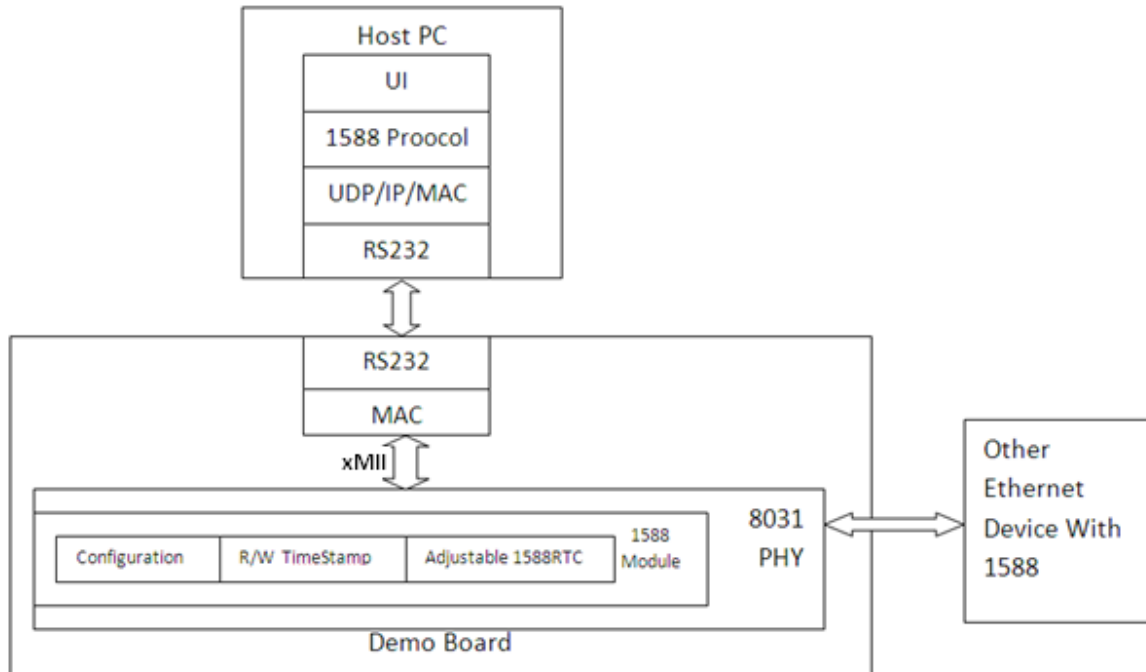 Host PC
UI
1588 Proocol
UDP/IP/MAC
RS232
RS232
MAC
xMII
Configuration
R/W TimeStamp
Adjustable 1588RTC
1588
Module
8031
PHY
Demo Board
Other
Ethernet
Device With
1588